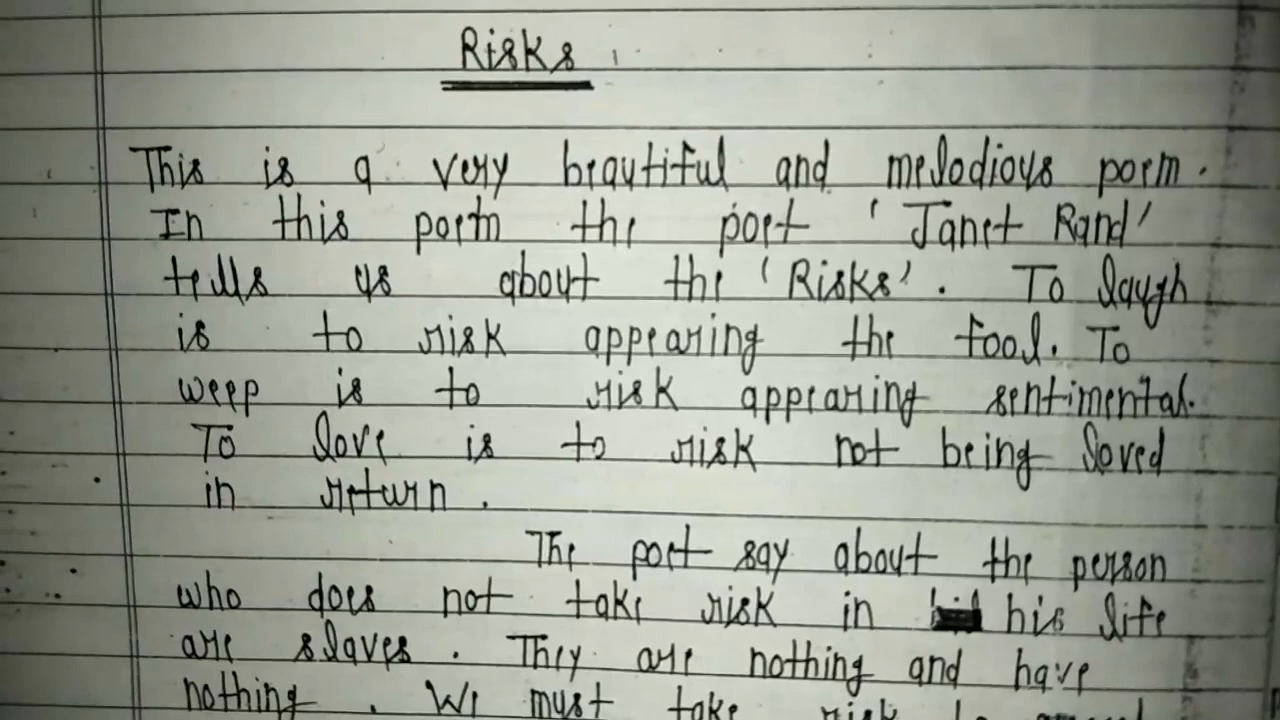 Risks
This is a very beautiful and melodious poem.
In this poem the poet 'Janet Rand'
tells us about the 'Risks'. To laugh
is to risk appearing the fool. To
weep is to risk appearing sentimental.
To love is to risk not being loved
in return.
The poet say about the person
who does not take risk in his life
are slaves. They are nothing and have
nothing. We must take risk